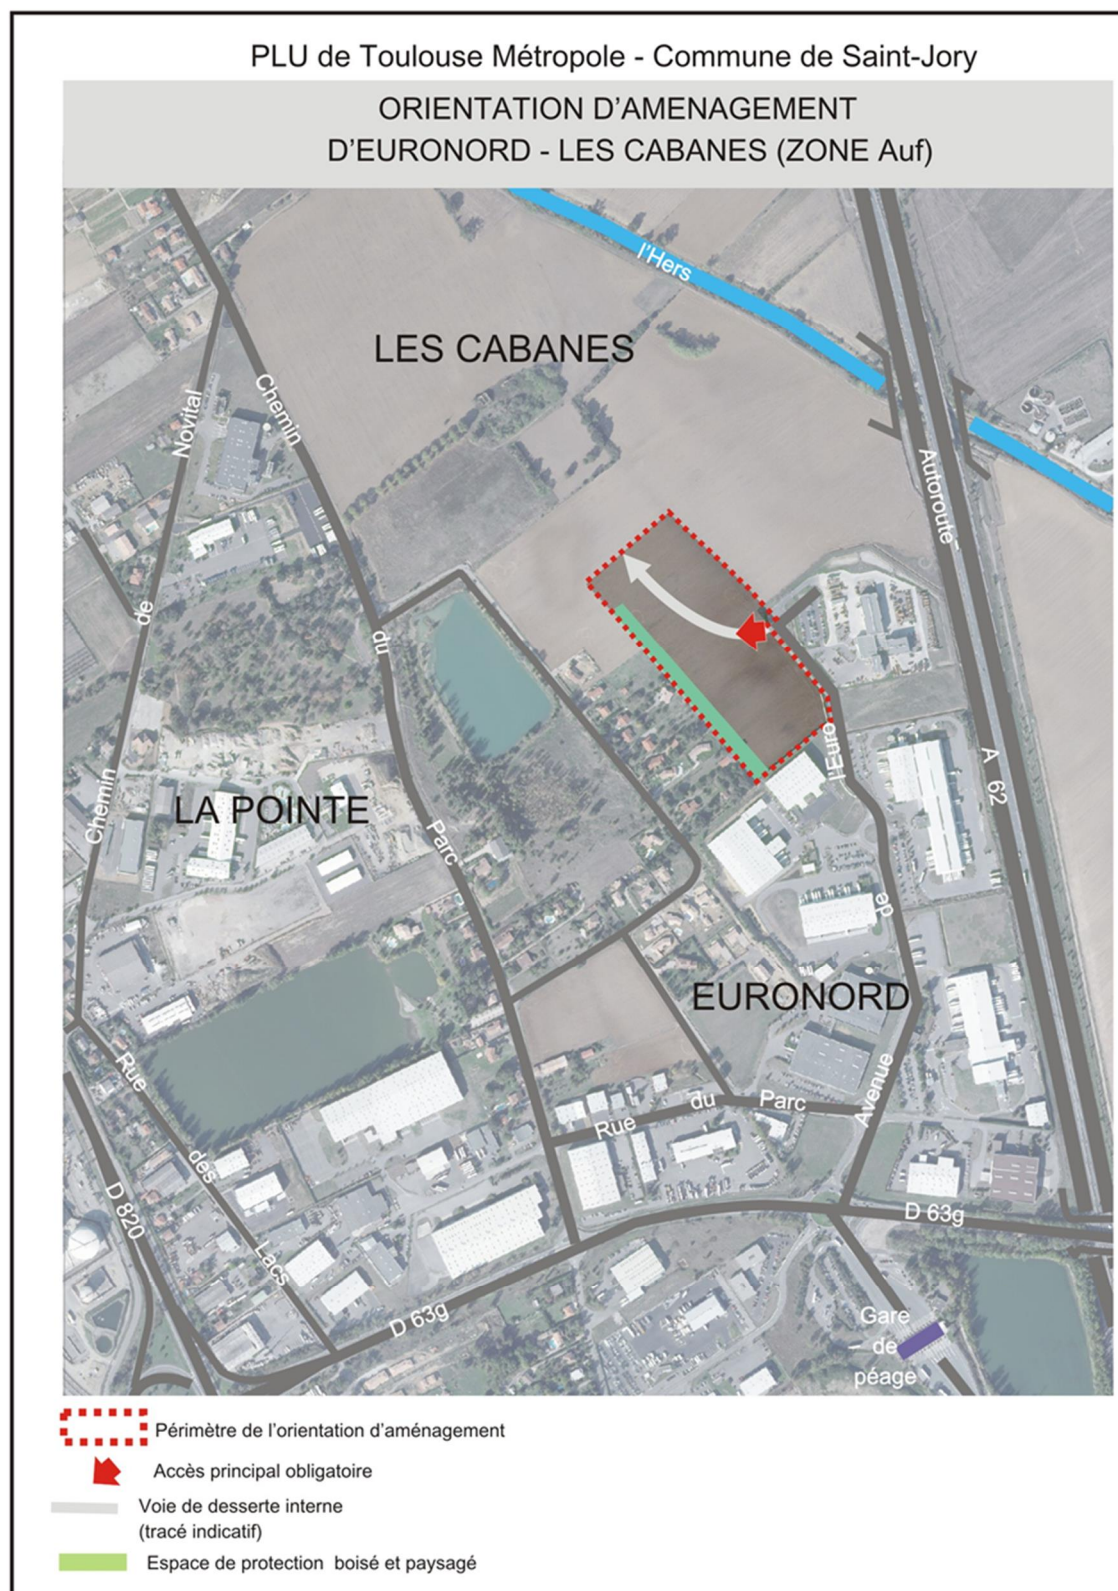 PLU de Toulouse Métropole - Commune de Saint-Jory
ORIENTATION D'AMENAGEMENT
D'EURONORD - LES CABANES (ZONE Auf)
l'Hers
LES CABANES
Chemin
Novital
Autoroute
de
du
l'Euro
A 62
Chemin
LA POINTE
Parc
de
EURONORD
Rue
du
Parc
Avenue
Rue
des
D 820
Lacs
D 63g
D 63g
Gare
de
péage
Périmètre de l'orientation d'aménagement
Accès principal obligatoire
Voie de desserte interne
(tracé indicatif)
Espace de protection boisé et paysagé